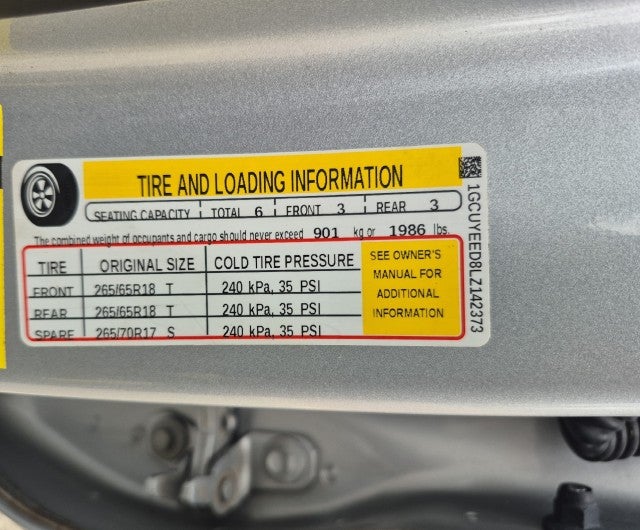 TIRE AND LOADING INFORMATION
SEATING CAPACITY TOTAL 6 FRONT 3 REAR 3
The combined weight of occupants and cargo should never exceed 901 kg or 1986 lbs.
TIRE ORIGINAL SIZE COLD TIRE PRESSURE
FRONT 265/65R18 T 240 kPa, 35 PSI
REAR 265/65R18 T 240 kPa, 35 PSI
SPARE 265/70R17 S 240 kPa, 35 PSI
SEE OWNER'S
MANUAL FOR
ADDITIONAL
INFORMATION
1GCUYEED8LZ142373